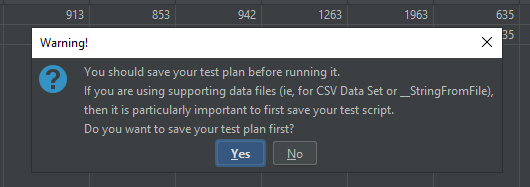 913 853 942 1263 1963 635
35
Warning!
You should save your test plan before running it.
If you are using supporting data files (ie, for CSV Data Set or __StringFromFile),
then it is particularly important to first save your test script.
Do you want to save your test plan first?
Yes No